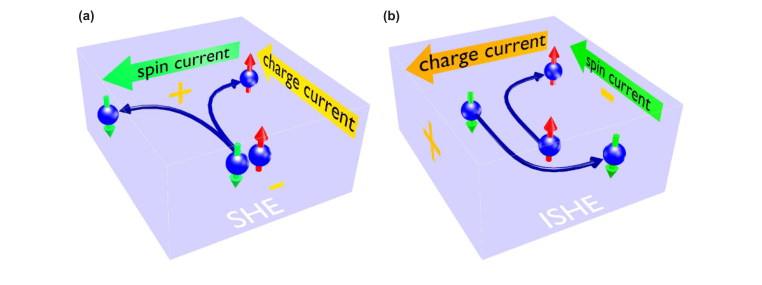 (a)
spin current
charge current
+
-
SHE
(b)
charge current
spin current
-
+
ISHE